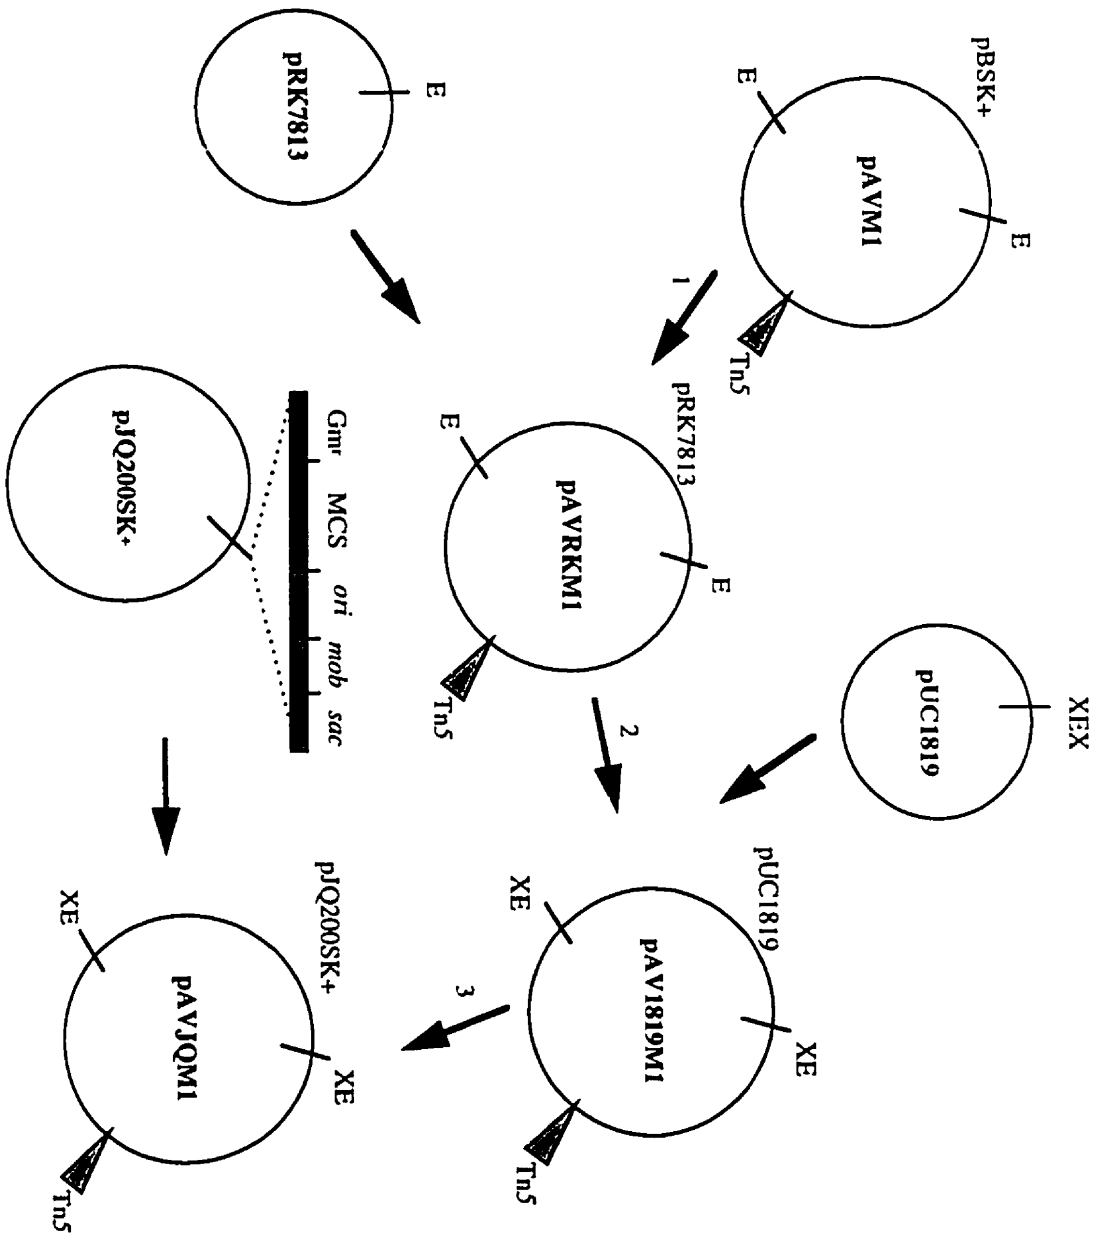 pBSK+
E
pAVM1
E
Tn5
E
pRK7813
1
pRK7813
E
pAVRKM1
E
Tn5
XEX
pUC1819
2
Gmr MCS ori mob sac
pJQ200SK+
pUC1819
XE
pAV1819M1
XE
Tn5
3
pJQ200SK+
XE
pAVJQM1
XE
Tn5